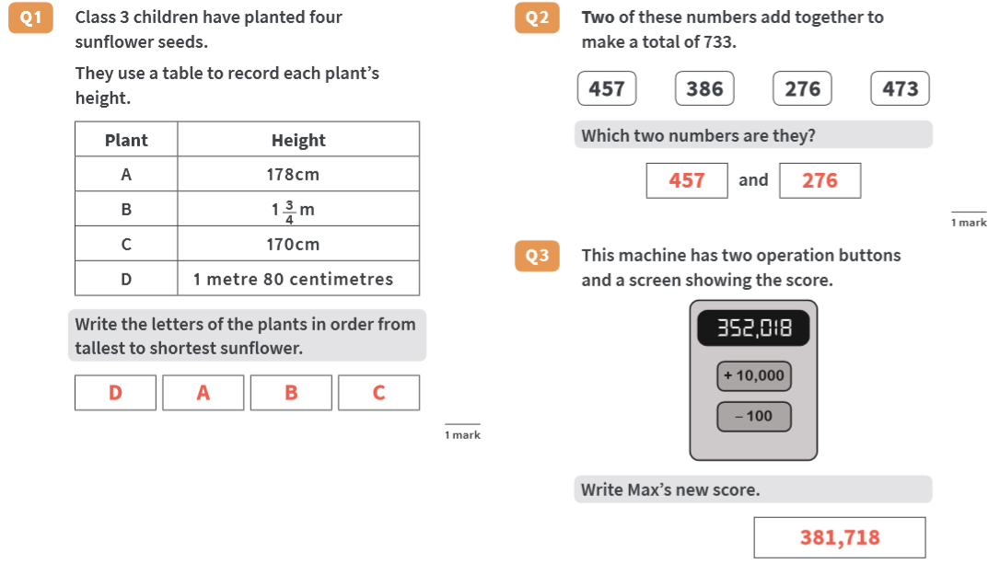 Q1
Class 3 children have planted four
sunflower seeds.
They use a table to record each plant's
height.
Plant Height
A 178cm
B 1 3/4 m
C 170cm
D 1 metre 80 centimetres
Write the letters of the plants in order from
tallest to shortest sunflower.
D A B C
1 mark
Q2
Two of these numbers add together to
make a total of 733.
457 386 276 473
Which two numbers are they?
457 and 276
1 mark
Q3
This machine has two operation buttons
and a screen showing the score.
352,018
+ 10,000
– 100
Write Max's new score.
381,718